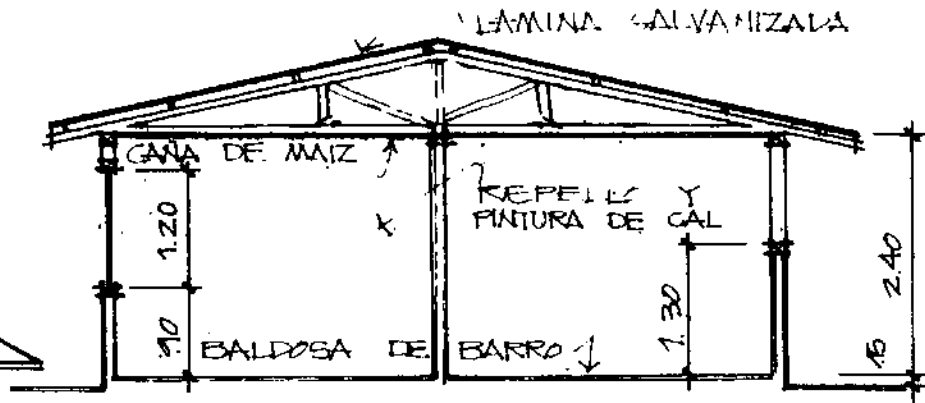 LAMINA GALVANIZADA
CAÑA DE MAIZ
REPELLO Y
PINTURA DE CAL
1.20
2.40
1.30
.90
BALDOSA DE BARRO
.15